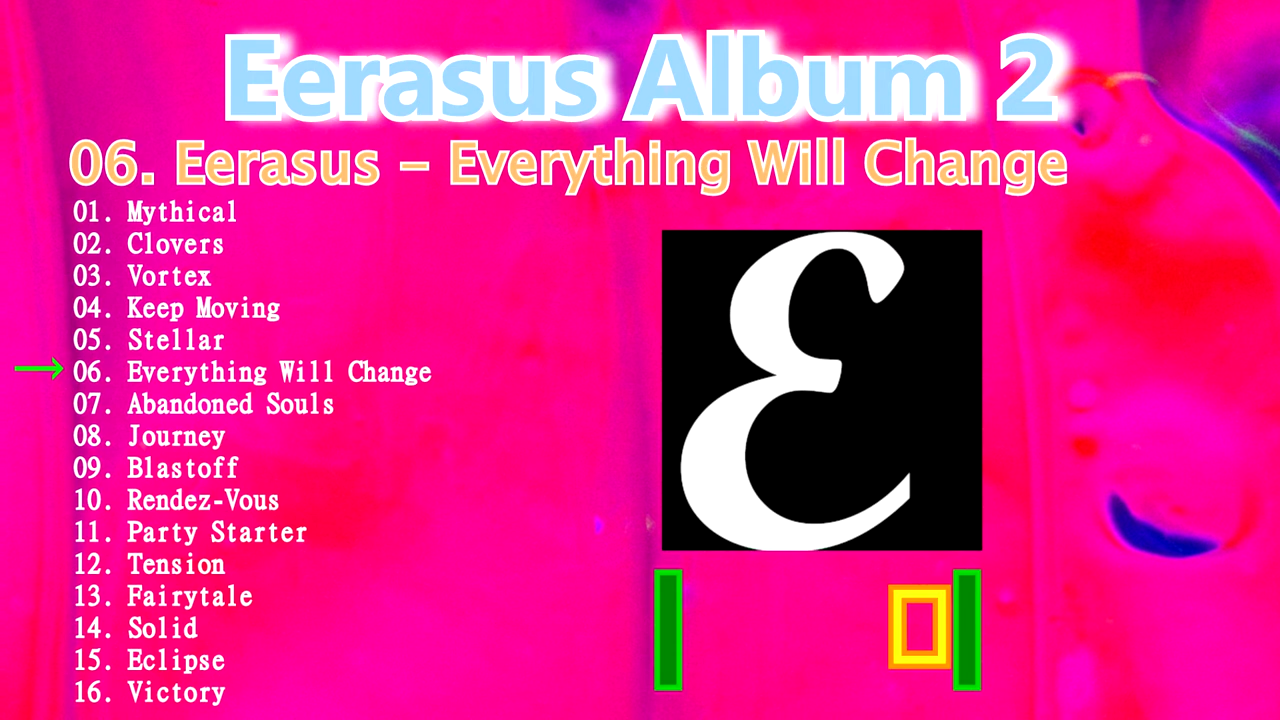 Eerasus Album 2
06. Eerasus – Everything Will Change
01. Mythical
02. Clovers
03. Vortex
04. Keep Moving
05. Stellar
→ 06. Everything Will Change
07. Abandoned Souls
08. Journey
09. Blastoff
10. Rendez-Vous
11. Party Starter
12. Tension
13. Fairytale
14. Solid
15. Eclipse
16. Victory
ℰ